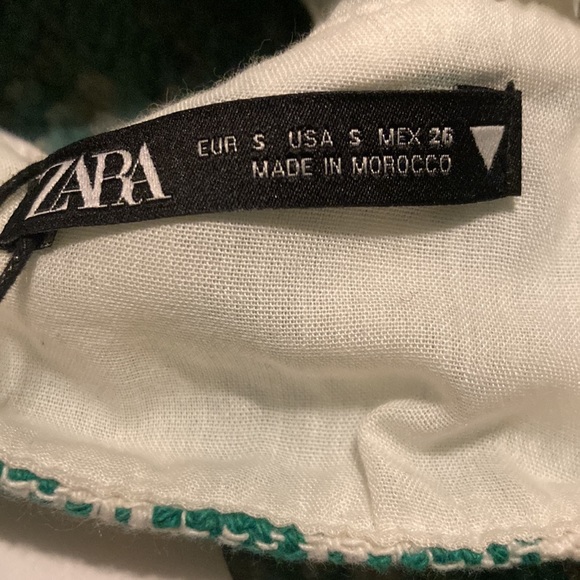 ZARA
EUR S USA S MEX 26
MADE IN MOROCCO